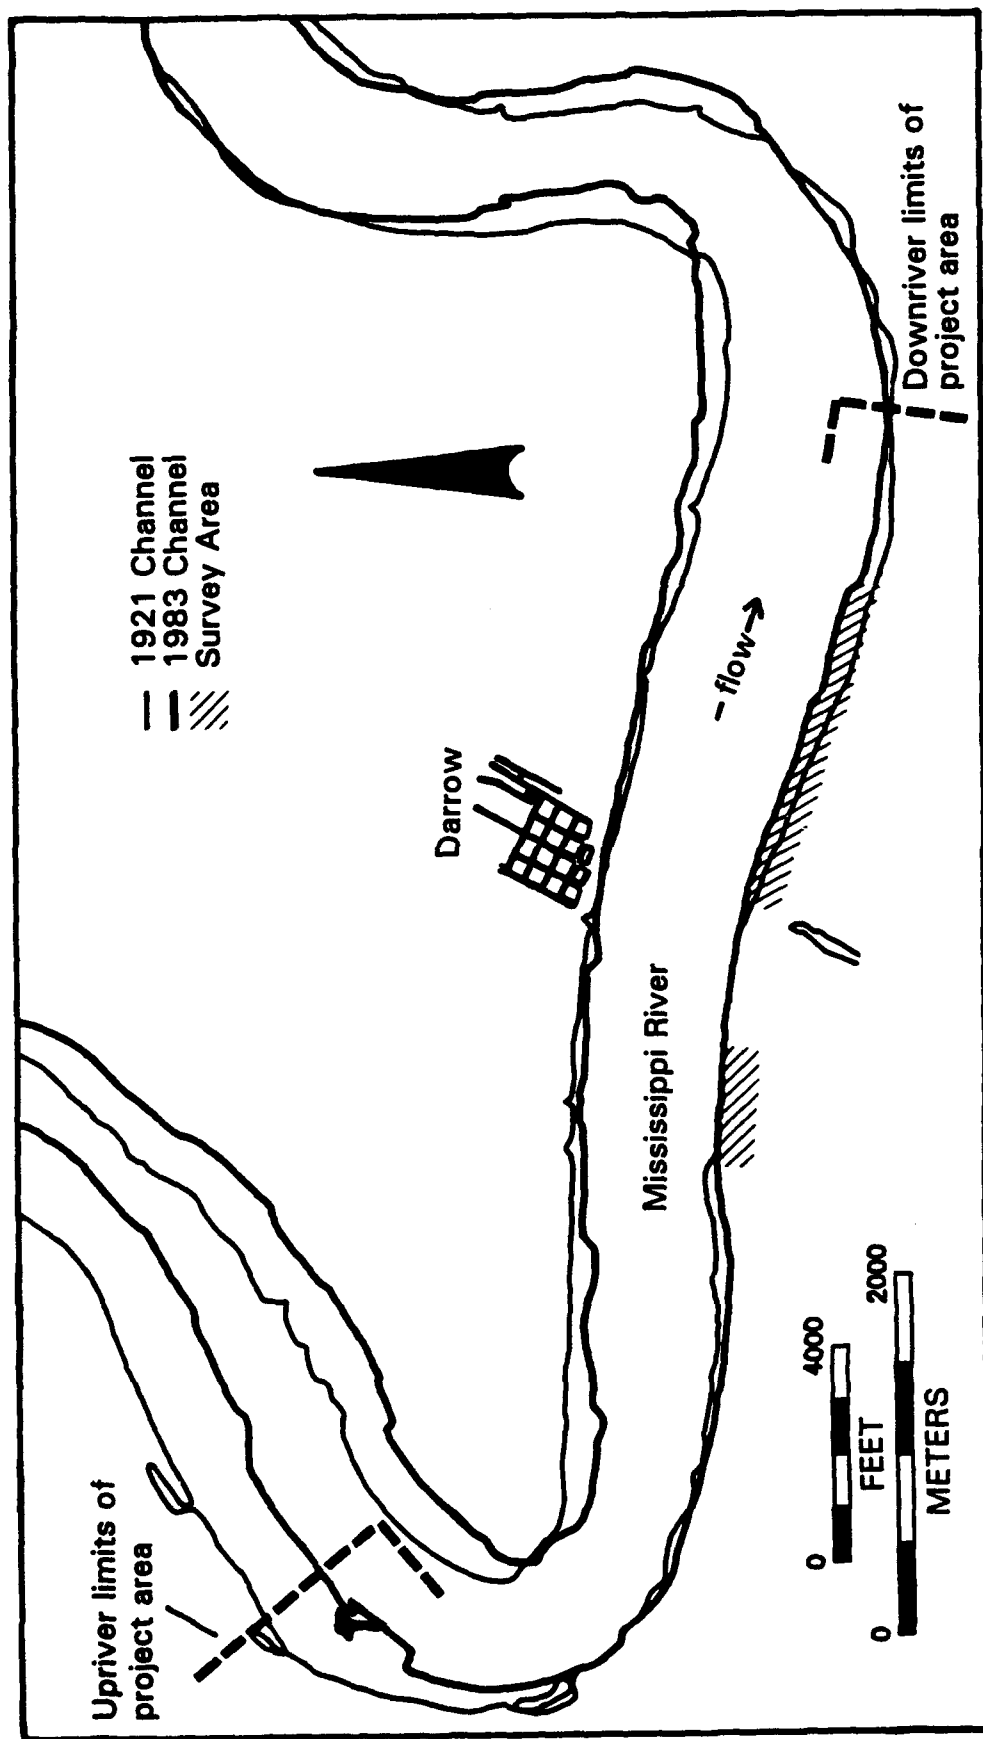 Upriver limits of
project area
1921 Channel
1983 Channel
Survey Area
Darrow
Mississippi River
– flow→
Downriver limits of
project area
0 4000
FEET
0 2000
METERS